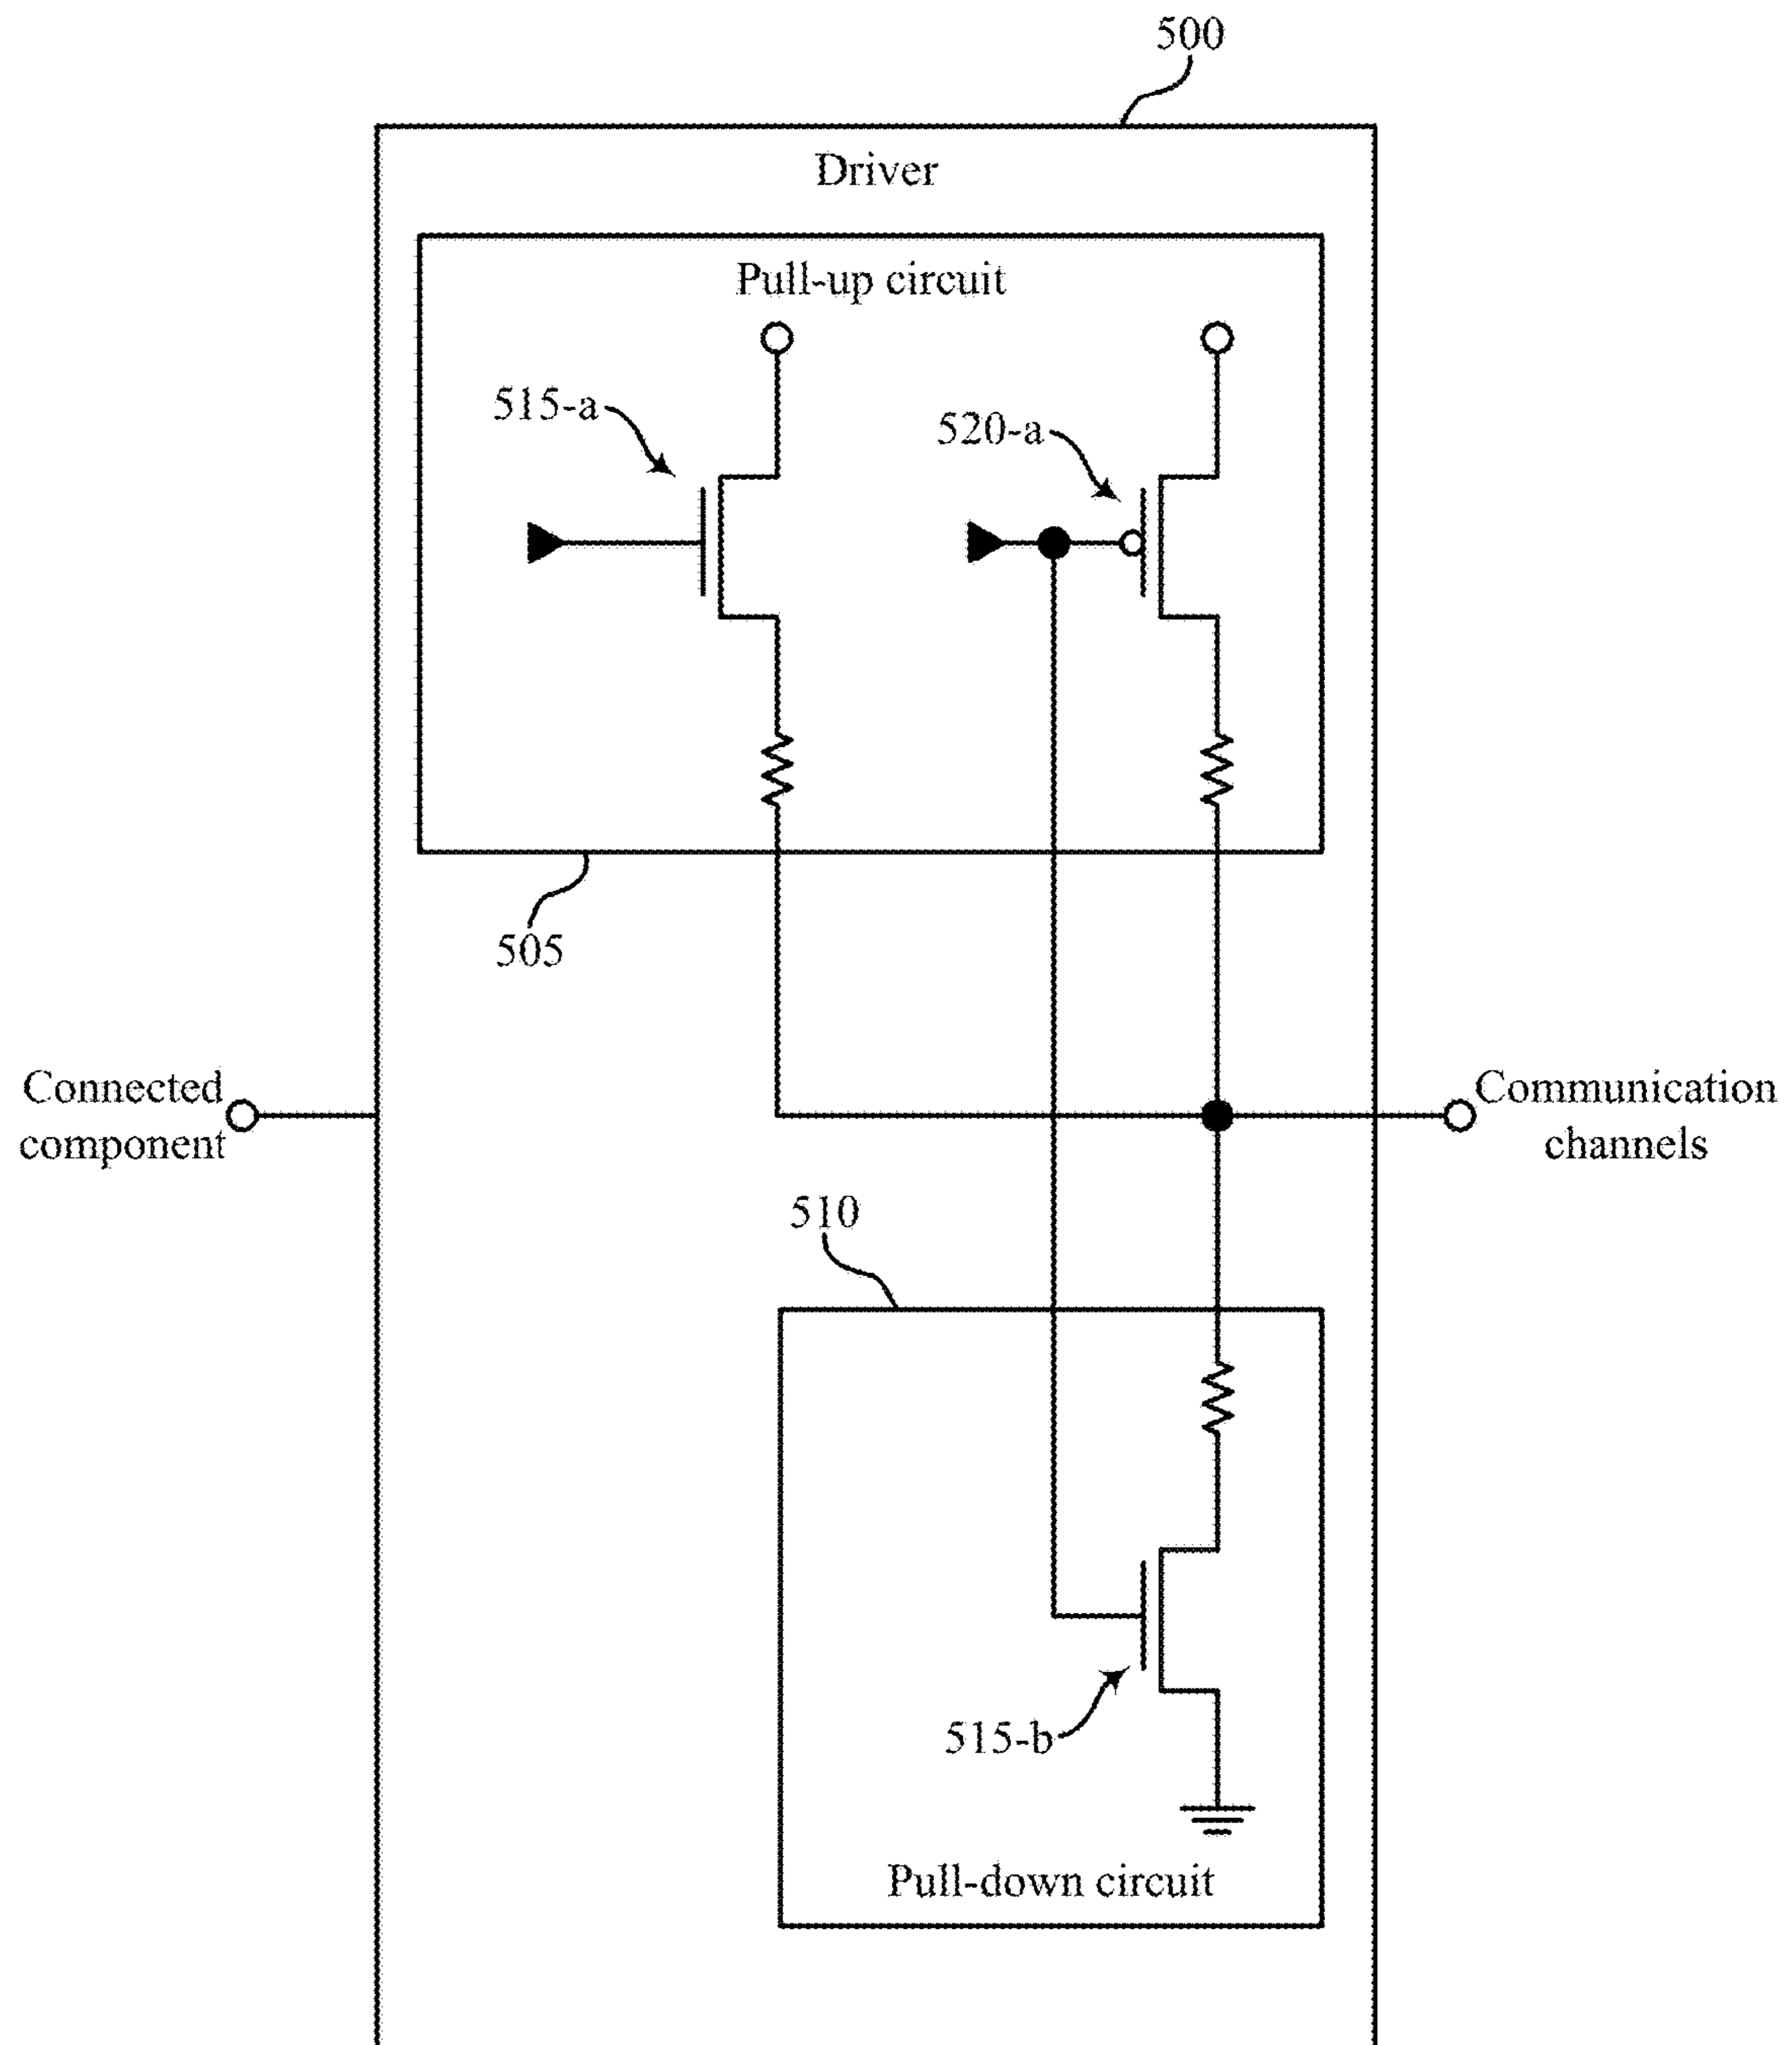 500
Driver
Pull-up circuit
515-a
520-a
505
Connected
component
Communication
channels
510
515-b
Pull-down circuit